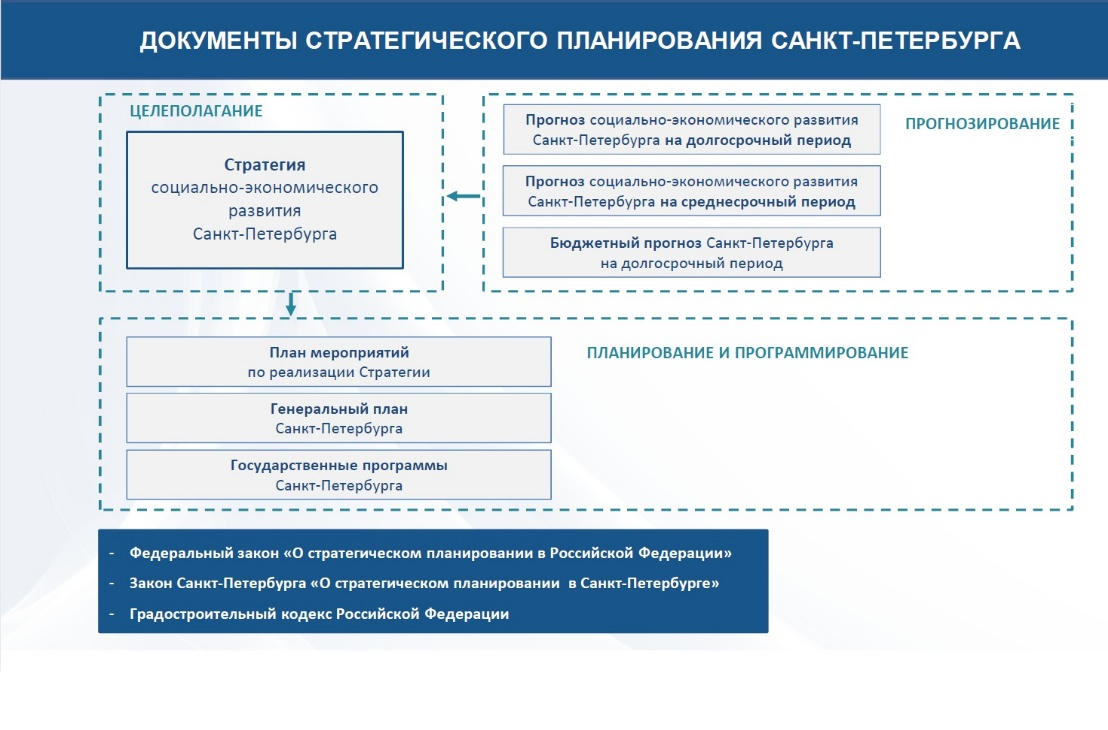 ДОКУМЕНТЫ СТРАТЕГИЧЕСКОГО ПЛАНИРОВАНИЯ САНКТ-ПЕТЕРБУРГА
ЦЕЛЕПОЛАГАНИЕ
Стратегия
социально-экономического
развития
Санкт-Петербурга
ПРОГНОЗИРОВАНИЕ
Прогноз социально-экономического развития
Санкт-Петербурга на долгосрочный период
Прогноз социально-экономического развития
Санкт-Петербурга на среднесрочный период
Бюджетный прогноз Санкт-Петербурга
на долгосрочный период
ПЛАНИРОВАНИЕ И ПРОГРАММИРОВАНИЕ
План мероприятий
по реализации Стратегии
Генеральный план
Санкт-Петербурга
Государственные программы
Санкт-Петербурга
- Федеральный закон «О стратегическом планировании в Российской Федерации»
- Закон Санкт-Петербурга «О стратегическом планировании в Санкт-Петербурге»
- Градостроительный кодекс Российской Федерации